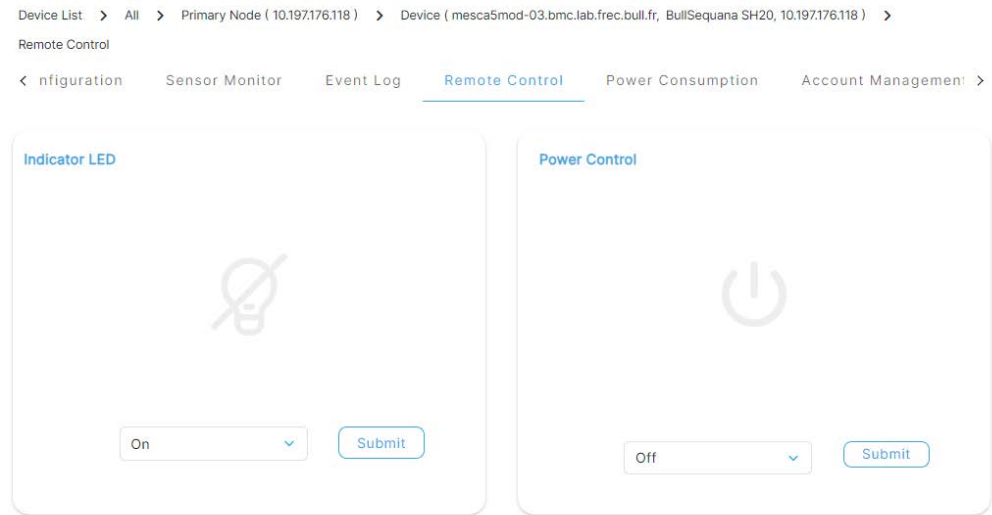 Device List > All > Primary Node ( 10.197.176.118 ) > Device ( mesca5mod-03.bmc.lab.frec.bull.fr, BullSequana SH20, 10.197.176.118 ) >
Remote Control
< nfiguration Sensor Monitor Event Log Remote Control Power Consumption Account Management >
Indicator LED
Power Control
On Submit
Off Submit